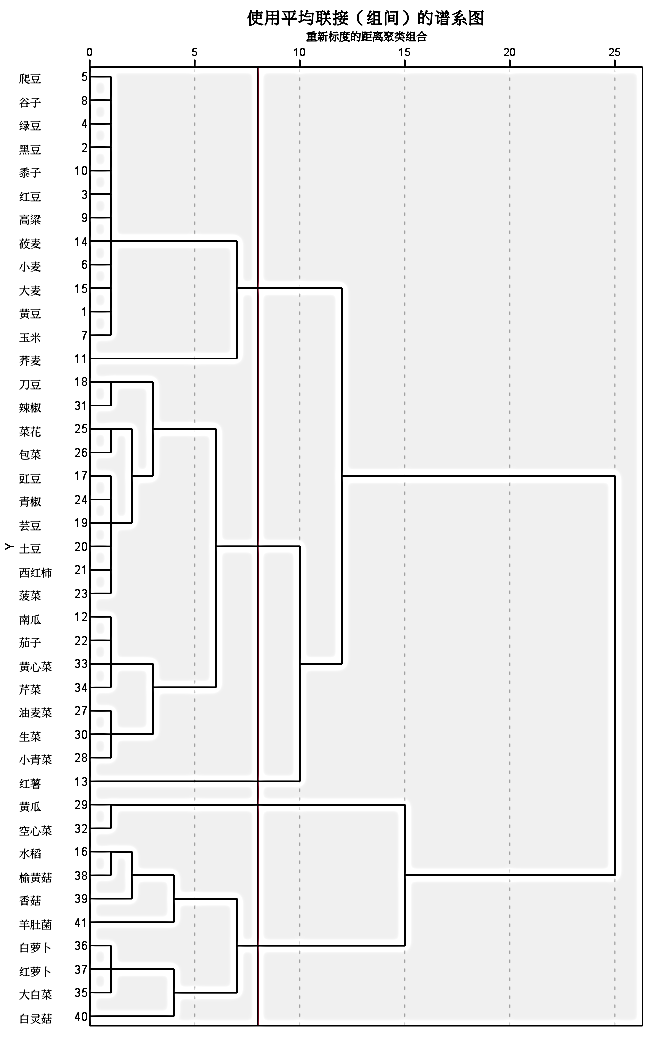 使用平均联接（组间）的谱系图
重新标度的距离聚类组合
0 5 10 15 20 25
爬豆 5
谷子 8
绿豆 4
黑豆 2
黍子 10
红豆 3
高粱 9
莜麦 14
小麦 6
大麦 15
黄豆 1
玉米 7
荞麦 11
刀豆 18
辣椒 31
菜花 25
包菜 26
豇豆 17
青椒 24
芸豆 19
Y
土豆 20
西红柿 21
菠菜 23
南瓜 12
茄子 22
黄心菜 33
芹菜 34
油麦菜 27
生菜 30
小青菜 28
红薯 13
黄瓜 29
空心菜 32
水稻 16
榆黄菇 38
香菇 39
羊肚菌 41
白萝卜 36
红萝卜 37
大白菜 35
白灵菇 40